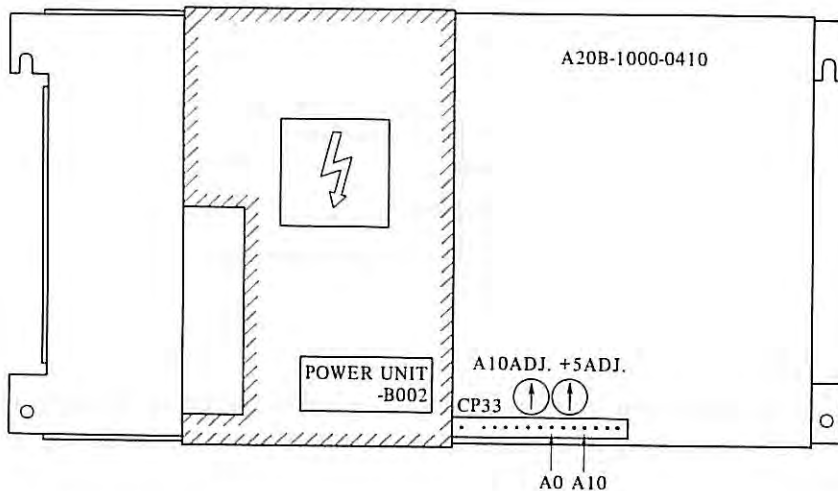 A20B-1000-0410
POWER UNIT
-B002
A10ADJ. +5ADJ.
CP33
A0 A10